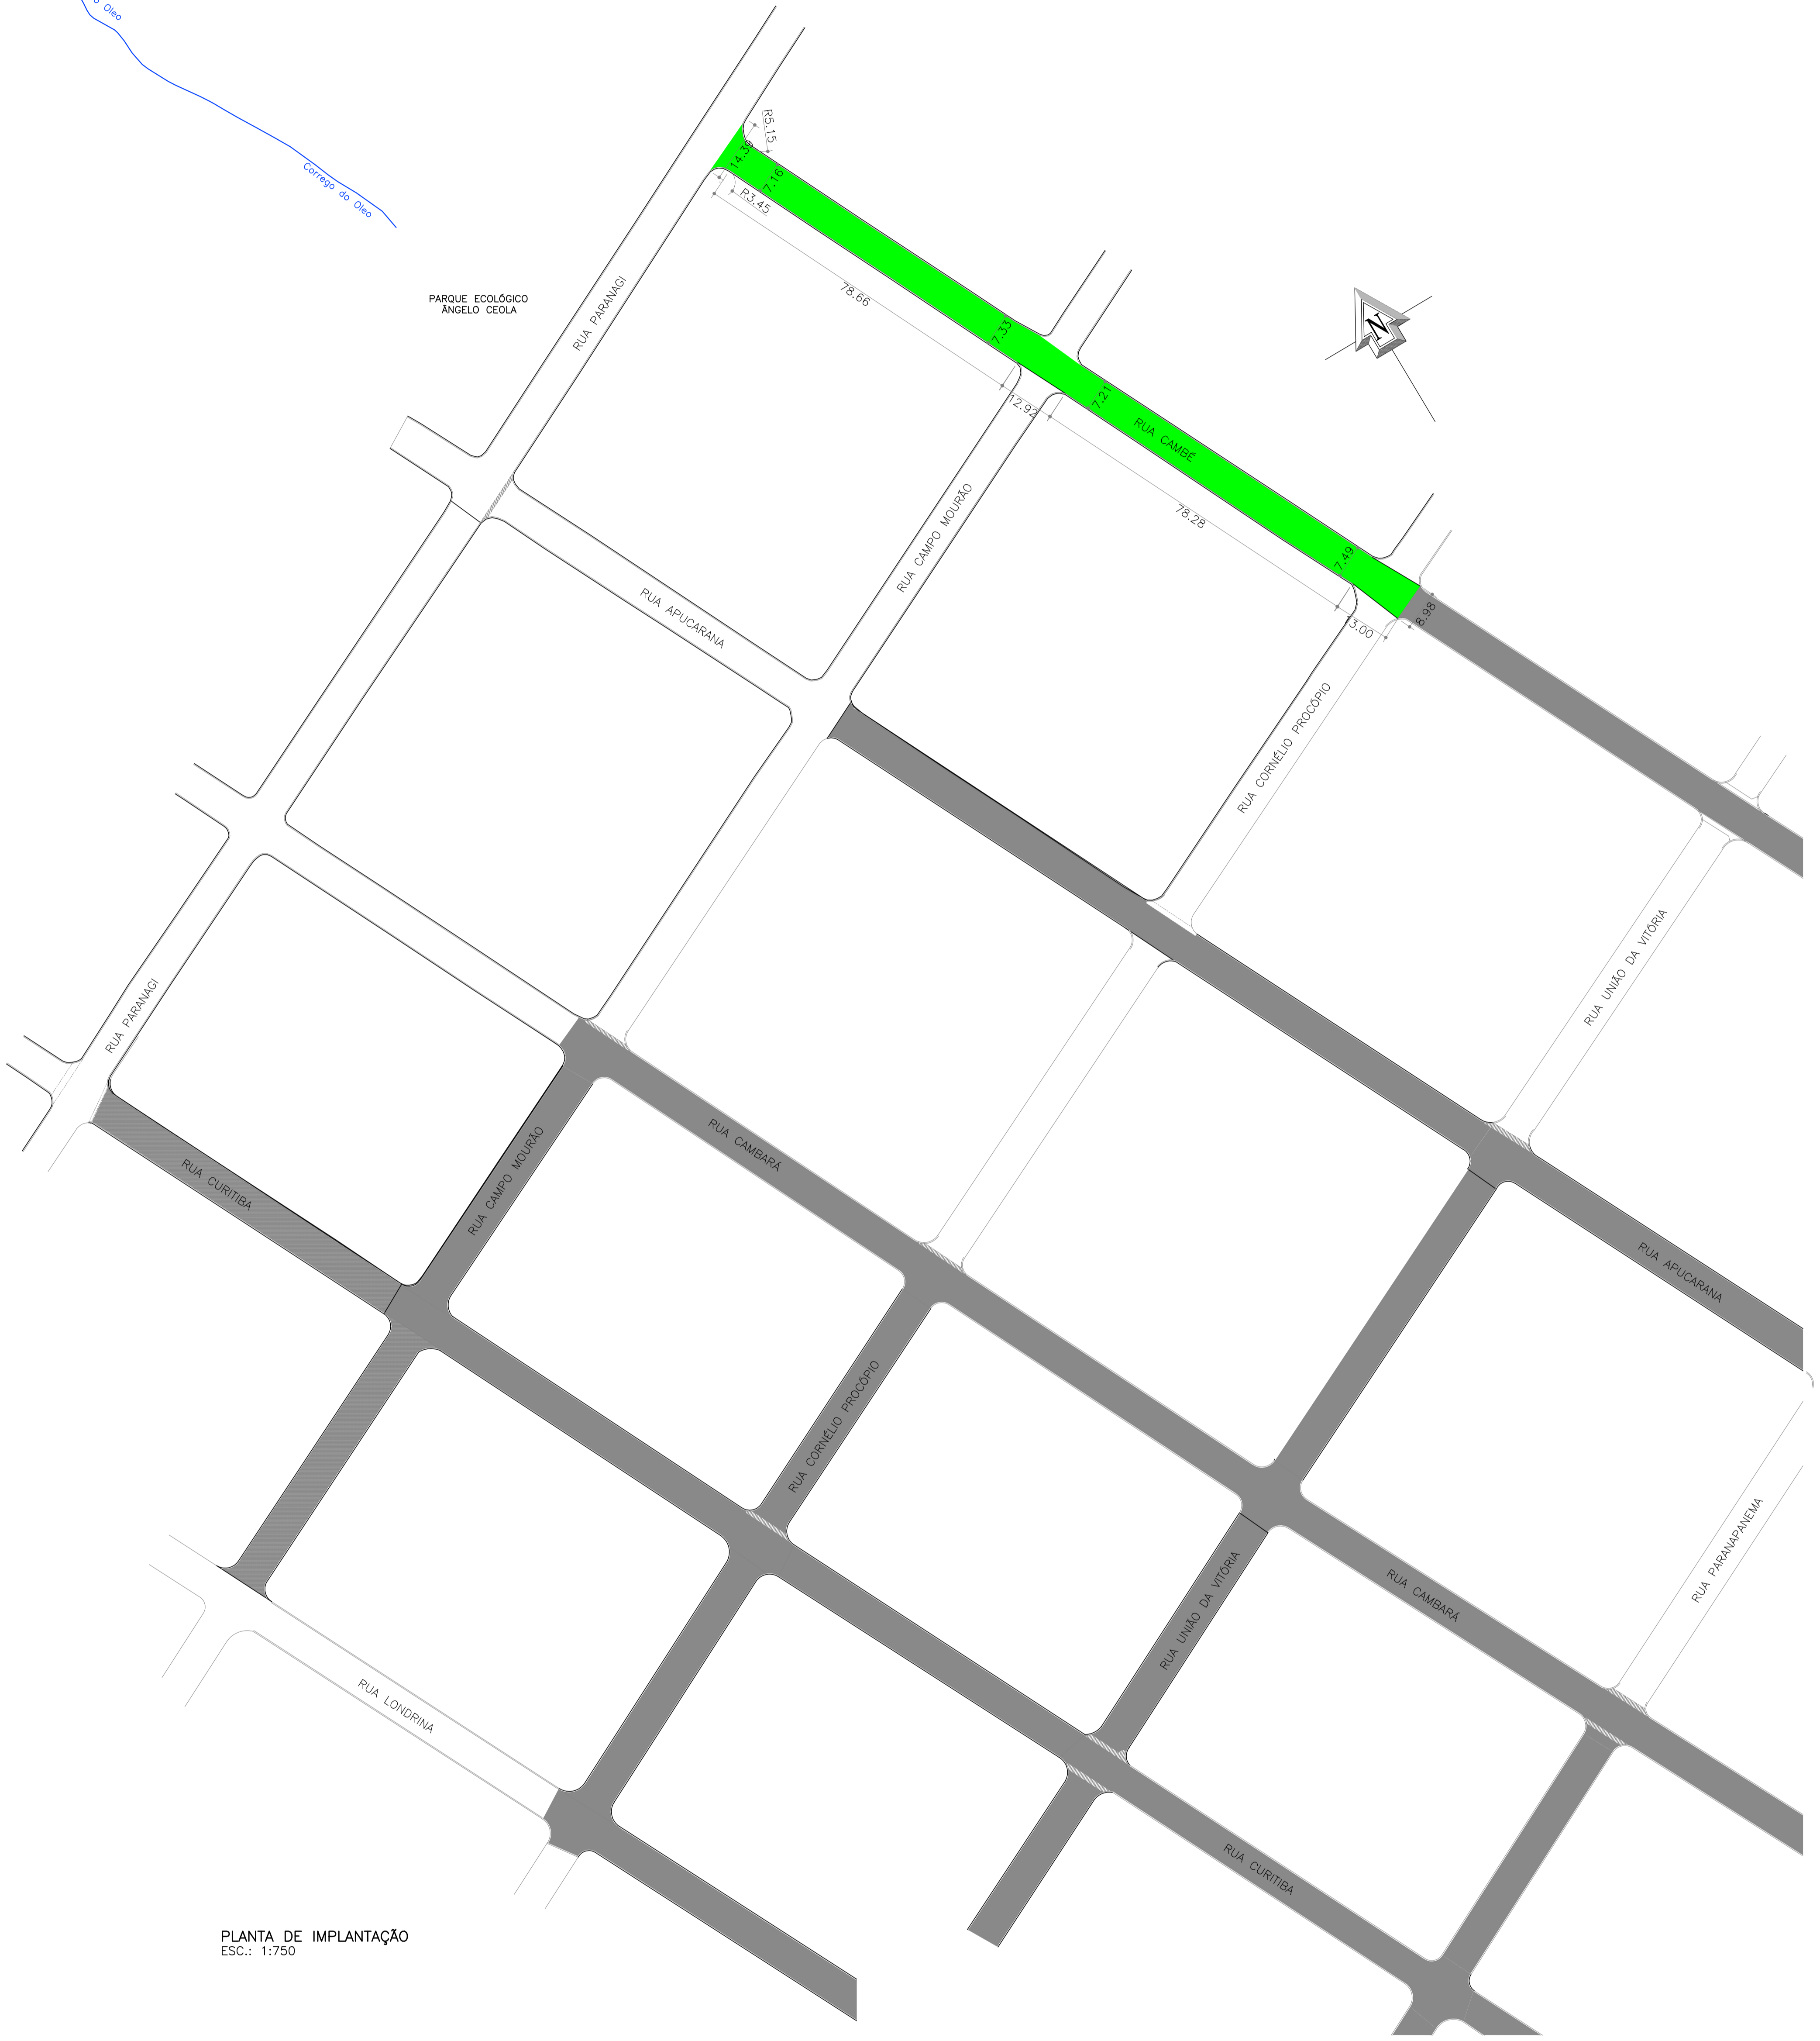 o Oleo
Corrego do Oleo
R5.15
14.39
7.16
R3.45
PARQUE ECOLÓGICO
ÂNGELO CEOLA
RUA PARANAGI
78.66
7.33
N
12.92
7.21
RUA CAMBÉ
78.28
RUA CAMPO MOURÃO
7.49
13.00
8.98
RUA APUCARANA
RUA CORNÉLIO PROCÓPIO
RUA UNIÃO DA VITÓRIA
RUA PARANAGI
RUA CURITIBA
RUA CAMPO MOURÃO
RUA CAMBARÁ
RUA APUCARANA
RUA CORNÉLIO PROCÓPIO
RUA UNIÃO DA VITÓRIA
RUA CAMBARÁ
RUA PARANAPANEMA
RUA LONDRINA
RUA CURITIBA
PLANTA DE IMPLANTAÇÃO
ESC.: 1:750